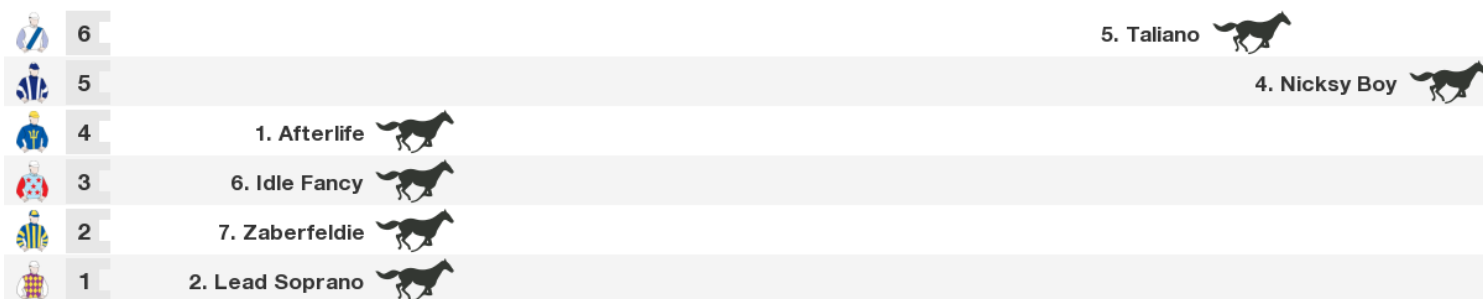 6 5. Taliano
5 4. Nicksy Boy
4 1. Afterlife
3 6. Idle Fancy
2 7. Zaberfeldie
1 2. Lead Soprano